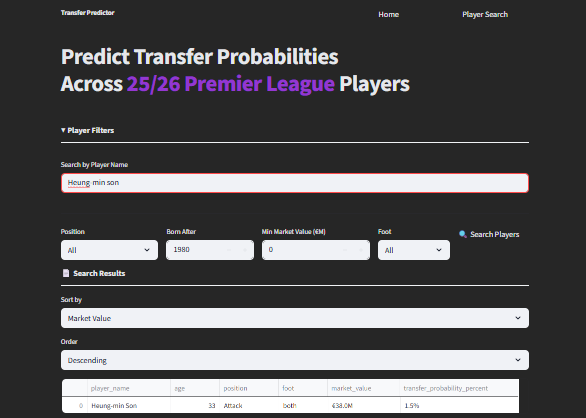 Transfer Predictor
Home
Player Search
Predict Transfer Probabilities
Across 25/26 Premier League Players
▾ Player Filters
Search by Player Name
Heung-min son
Position
Born After
Min Market Value (€M)
Foot
All
1980
0
All
🔍 Search Players
📄 Search Results
Sort by
Market Value
Order
Descending
player_name age position foot market_value transfer_probability_percent
0 Heung-min Son 33 Attack both €38.0M 1.5%